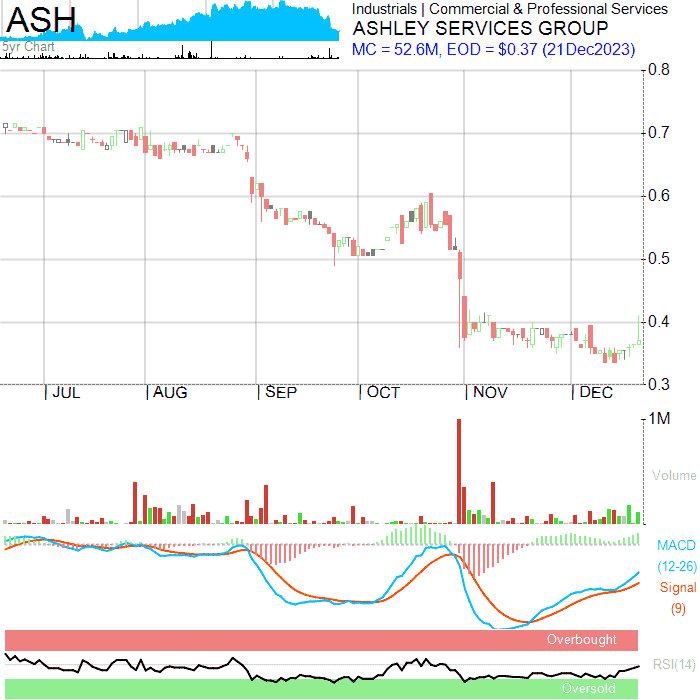 ASH
5yr Chart
Industrials | Commercial & Professional Services
ASHLEY SERVICES GROUP
MC = 52.6M, EOD = $0.37 (21Dec2023)
0.8
0.7
0.6
0.5
0.4
0.3
JUL AUG SEP OCT NOV DEC
1M
Volume
MACD
(12-26)
Signal
(9)
Overbought
RSI(14)
Oversold